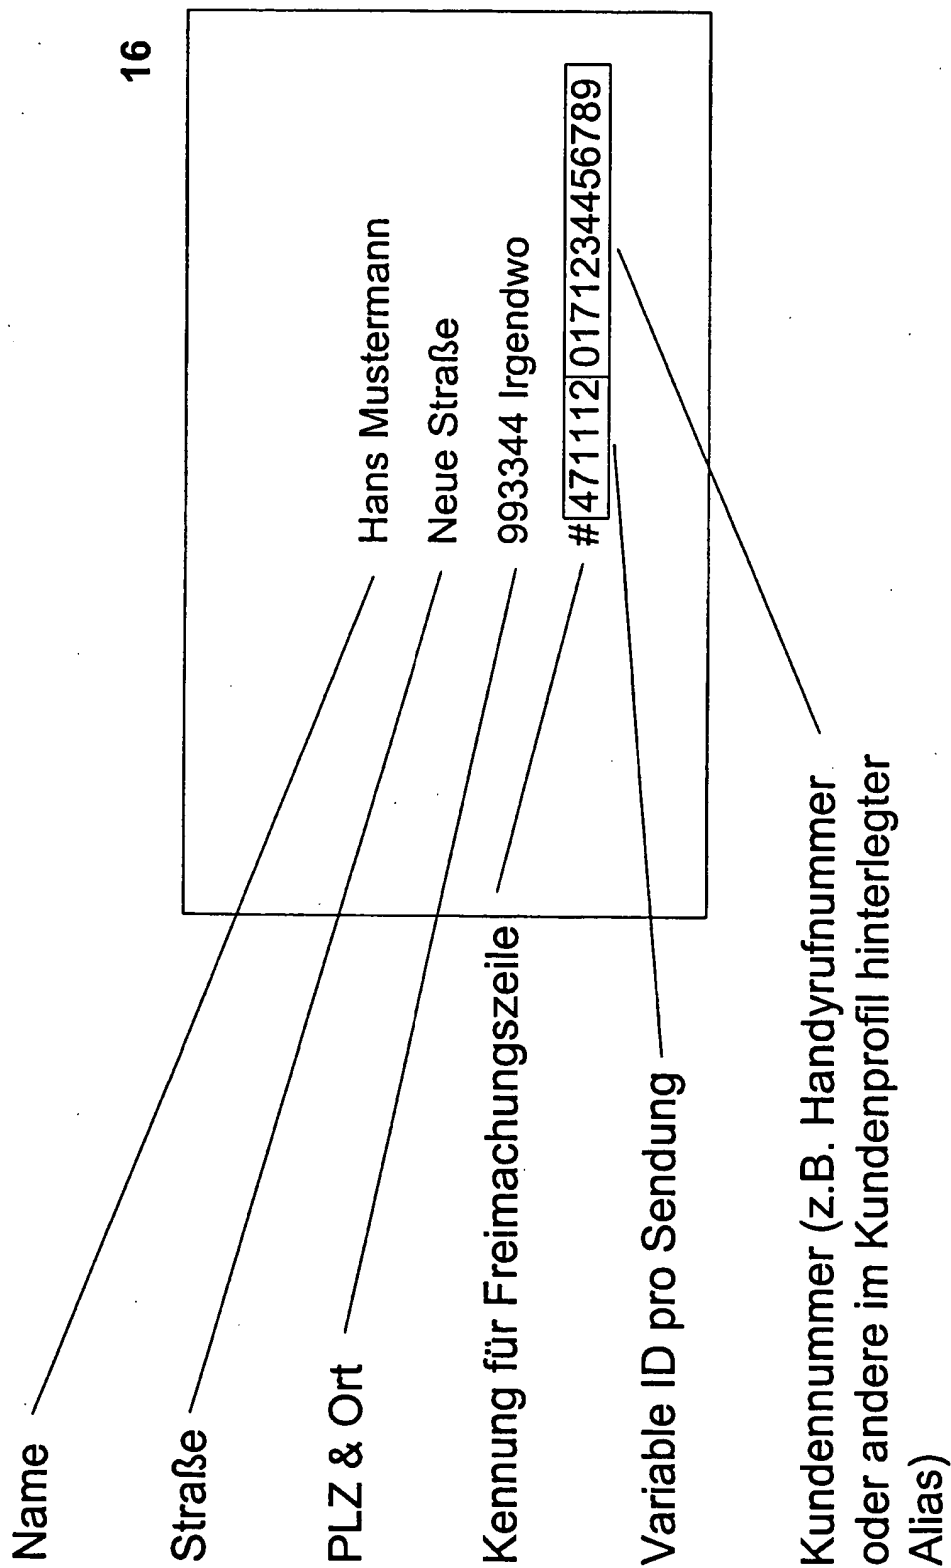 16
Name
Straße
PLZ & Ort
Kennung für Freimachungszeile
Variable ID pro Sendung
Kundennummer (z.B. Handyrufnummer
oder andere im Kundenprofil hinterlegter
Alias)
Hans Mustermann
Neue Straße
993344 Irgendwo
#471112 0171234456789